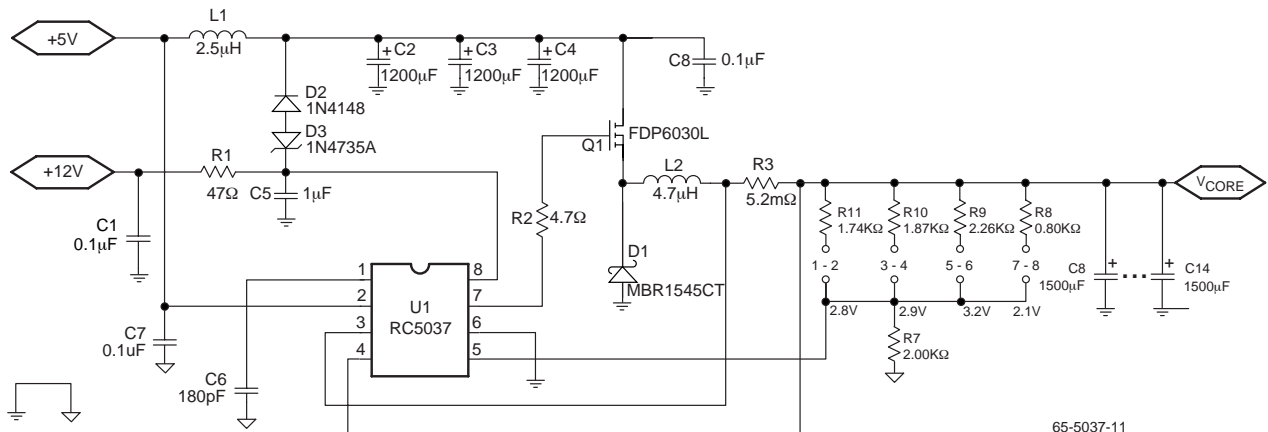 L1
+5V
2.5μH
+ C2
1200μF
+ C3
1200μF
+ C4
1200μF
C8
0.1μF
D2
1N4148
D3
1N4735A
Q1
FDP6030L
+12V
R1
47Ω
C5
1μF
L2
4.7μH
R3
5.2mΩ
VCORE
C1
0.1μF
R2
4.7Ω
R11
1.74KΩ
R10
1.87KΩ
R9
2.26KΩ
R8
0.80KΩ
D1
MBR1545CT
1 - 2
3 - 4
5 - 6
7 - 8
C8
+
1500μF
C14
+
1500μF
2.8V
2.9V
3.2V
2.1V
1
2
3
4
U1
RC5037
8
7
6
5
C7
0.1uF
R7
2.00KΩ
C6
180pF
65-5037-11